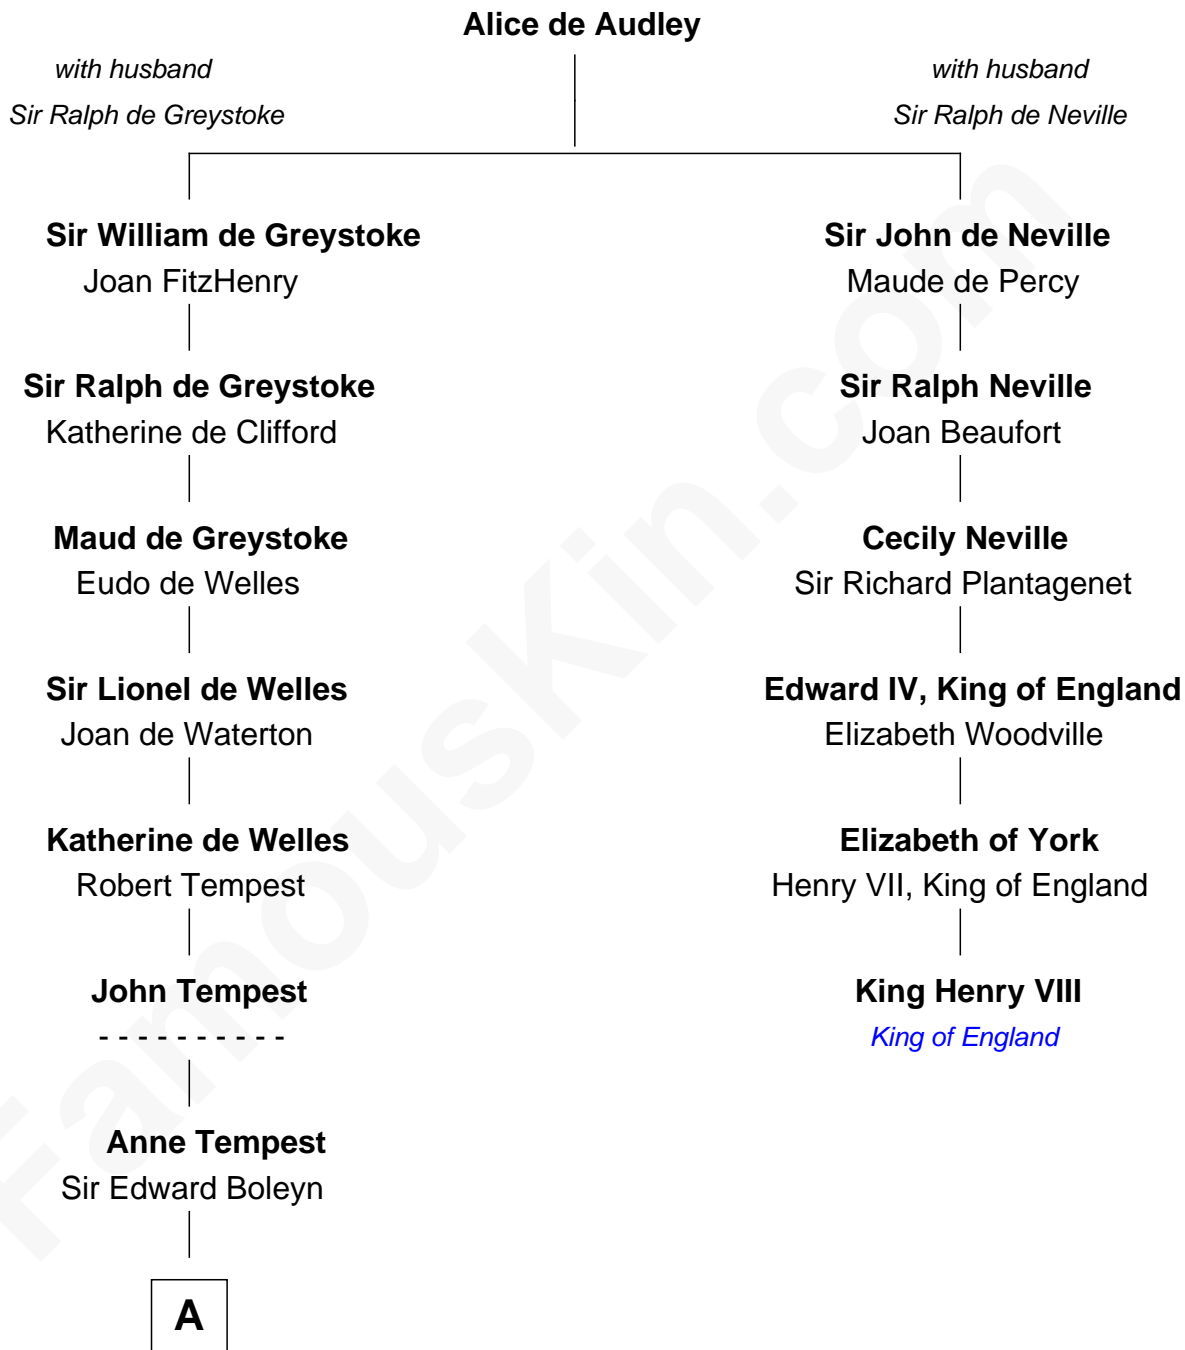 Alice de Audley
with husband
Sir Ralph de Greystoke
with husband
Sir Ralph de Neville
Sir William de Greystoke
Joan FitzHenry
Sir John de Neville
Maude de Percy
Sir Ralph de Greystoke
Katherine de Clifford
Sir Ralph Neville
Joan Beaufort
Maud de Greystoke
Eudo de Welles
Cecily Neville
Sir Richard Plantagenet
Sir Lionel de Welles
Joan de Waterton
Edward IV, King of England
Elizabeth Woodville
Katherine de Welles
Robert Tempest
Elizabeth of York
Henry VII, King of England
John Tempest
- - - - - - - - - -
King Henry VIII
King of England
Anne Tempest
Sir Edward Boleyn
A
FamousKin.com